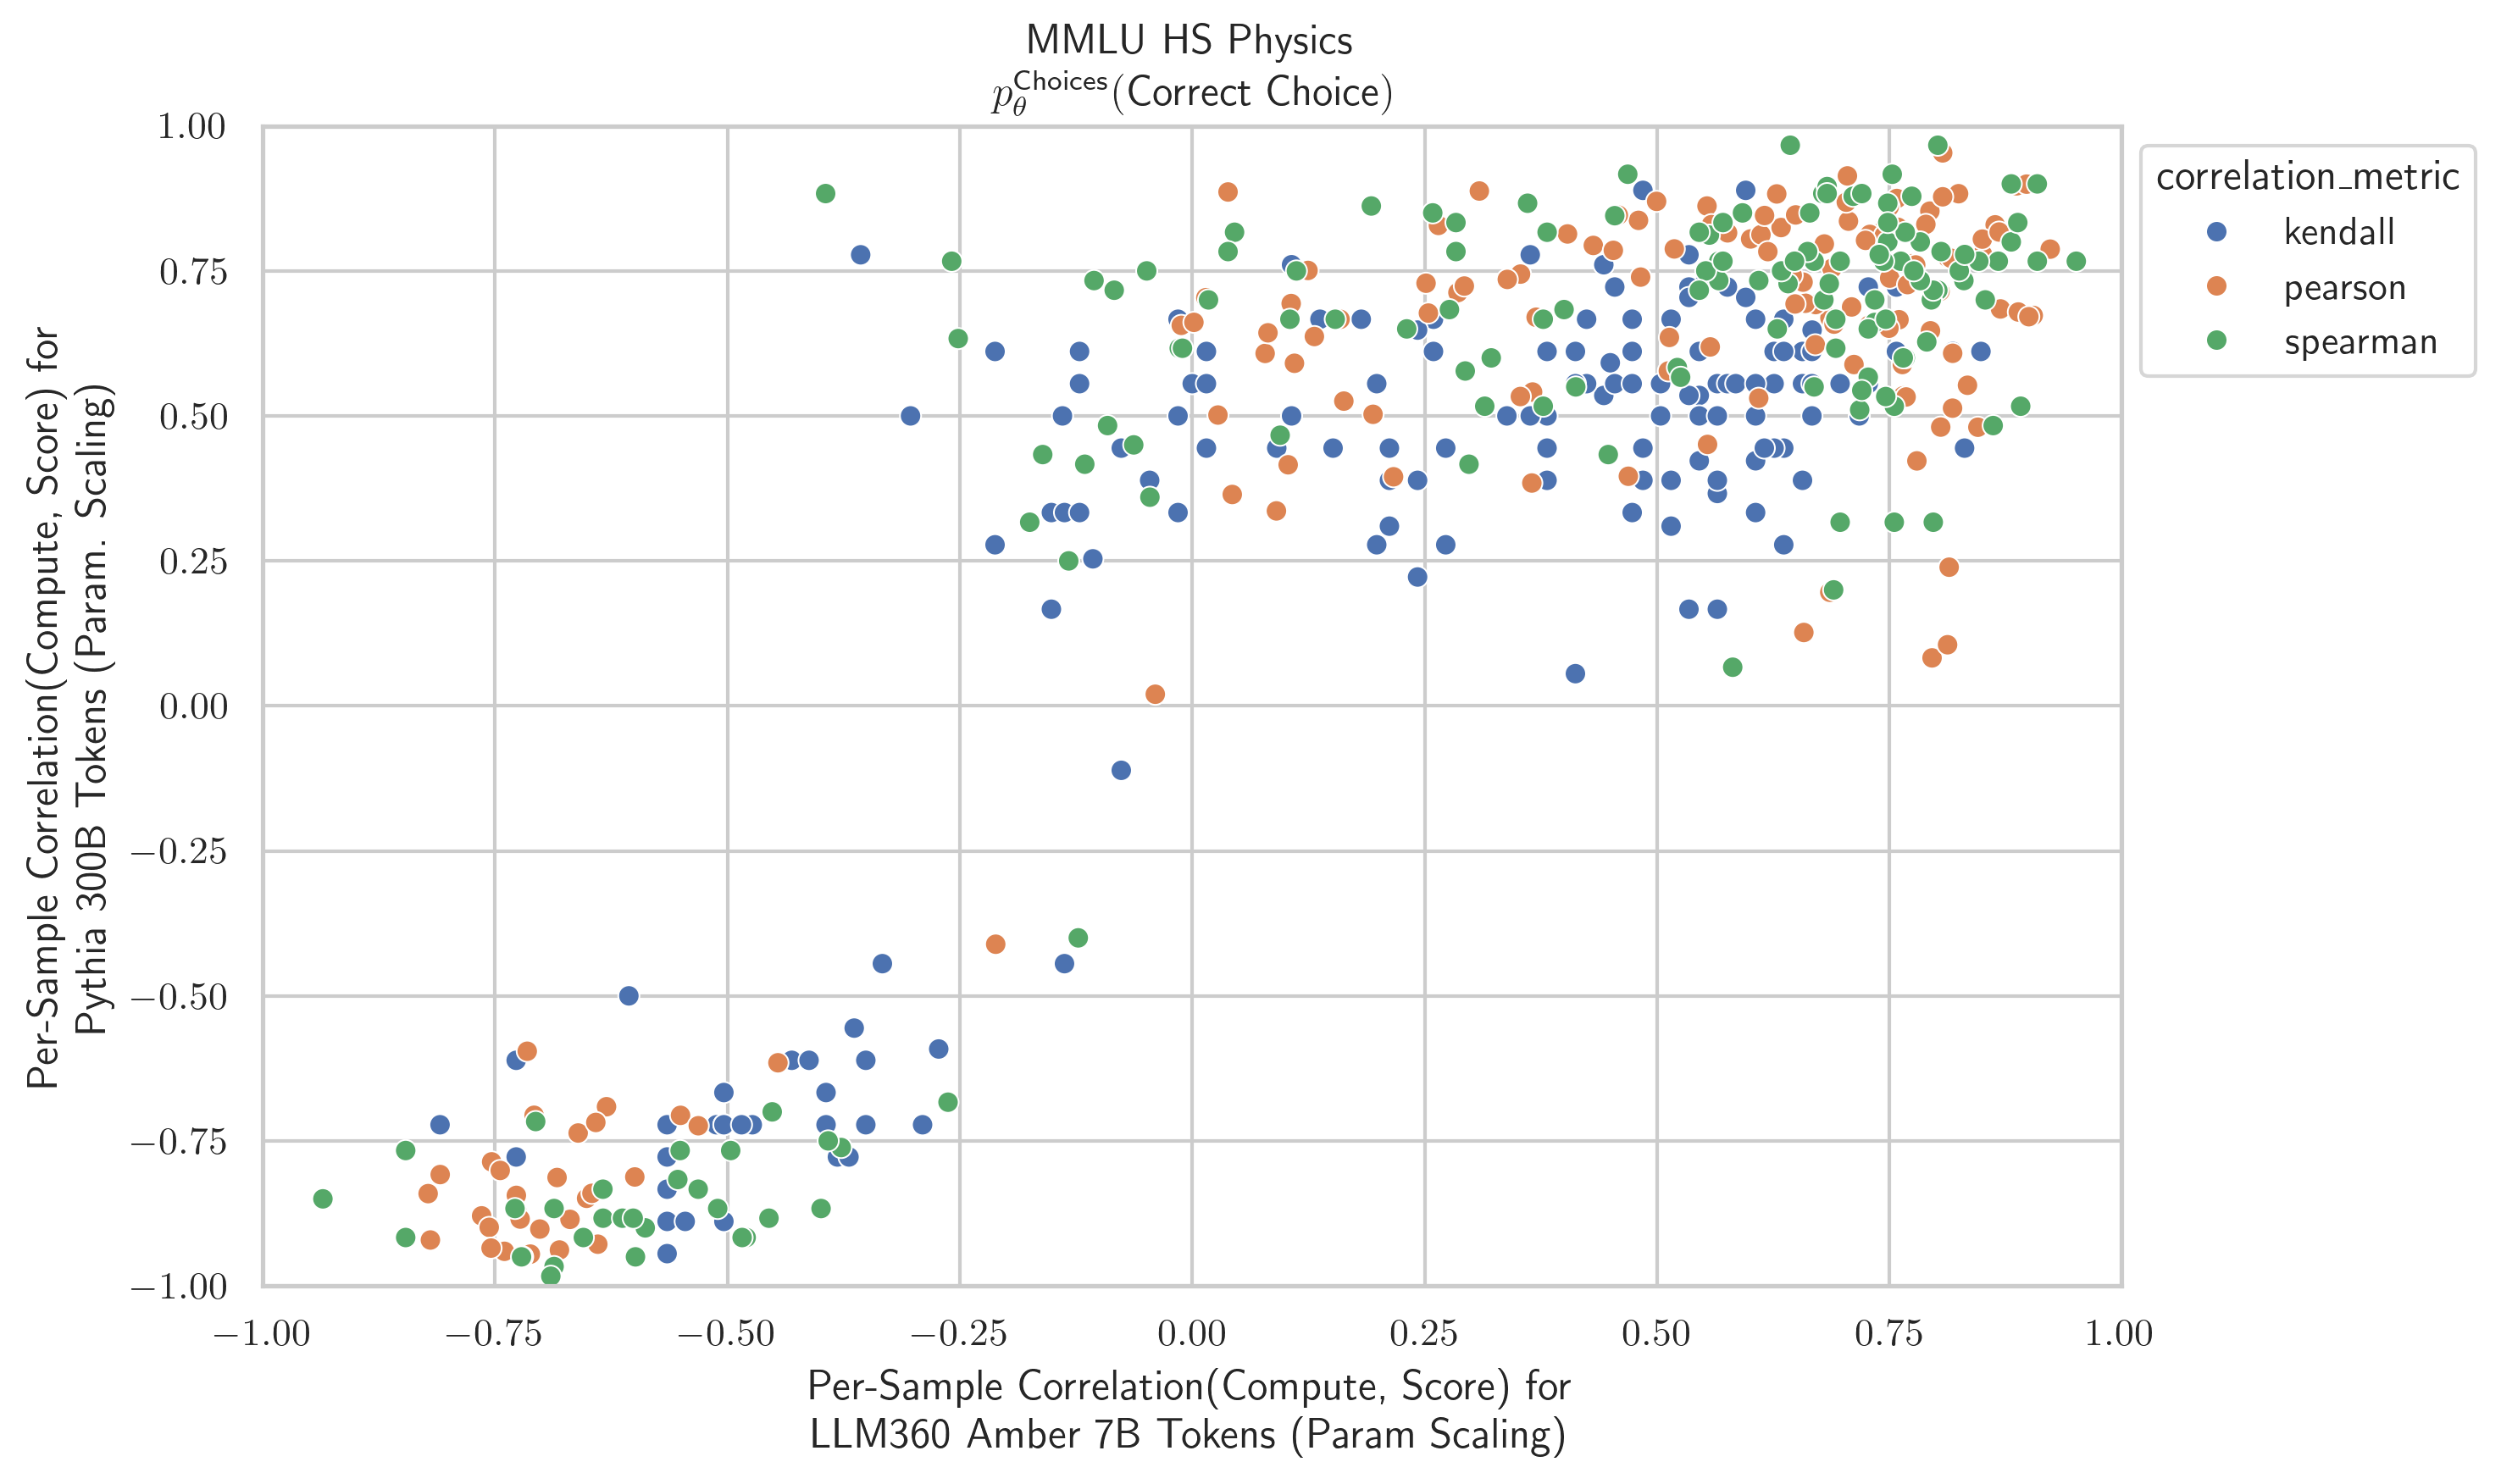 MMLU HS Physics
p_θ^Choices(Correct Choice)
Per-Sample Correlation(Compute, Score) for
Pythia 300B Tokens (Param. Scaling)
1.00
0.75
0.50
0.25
0.00
−0.25
−0.50
−0.75
−1.00
−1.00 −0.75 −0.50 −0.25 0.00 0.25 0.50 0.75 1.00
Per-Sample Correlation(Compute, Score) for
LLM360 Amber 7B Tokens (Param Scaling)
correlation_metric
kendall
pearson
spearman